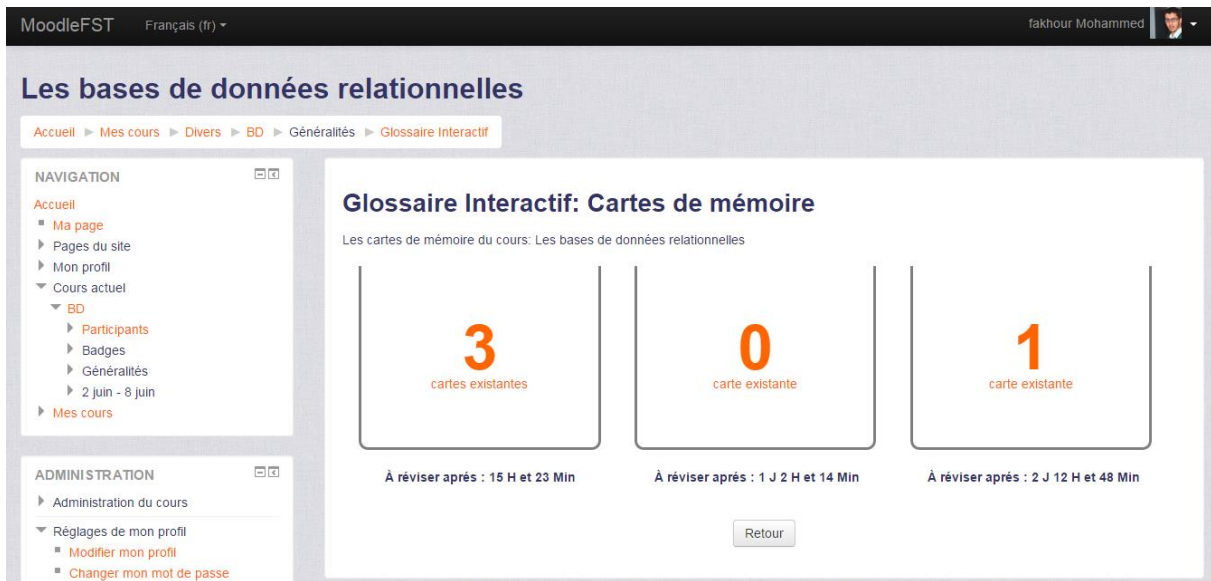 MoodleFST Français (fr) fakhour Mohammed
Les bases de données relationnelles
Accueil Mes cours Divers BD Généralités Glossaire Interactif
NAVIGATION
Accueil
Ma page
Pages du site
Mon profil
Cours actuel
BD
Participants
Badges
Généralités
2 juin - 8 juin
Mes cours
ADMINISTRATION
Administration du cours
Réglages de mon profil
Modifier mon profil
Changer mon mot de passe
Glossaire Interactif: Cartes de mémoire
Les cartes de mémoire du cours: Les bases de données relationnelles
3
cartes existantes
À réviser aprés : 15 H et 23 Min
0
carte existante
À réviser aprés : 1 J 2 H et 14 Min
1
carte existante
À réviser aprés : 2 J 12 H et 48 Min
Retour